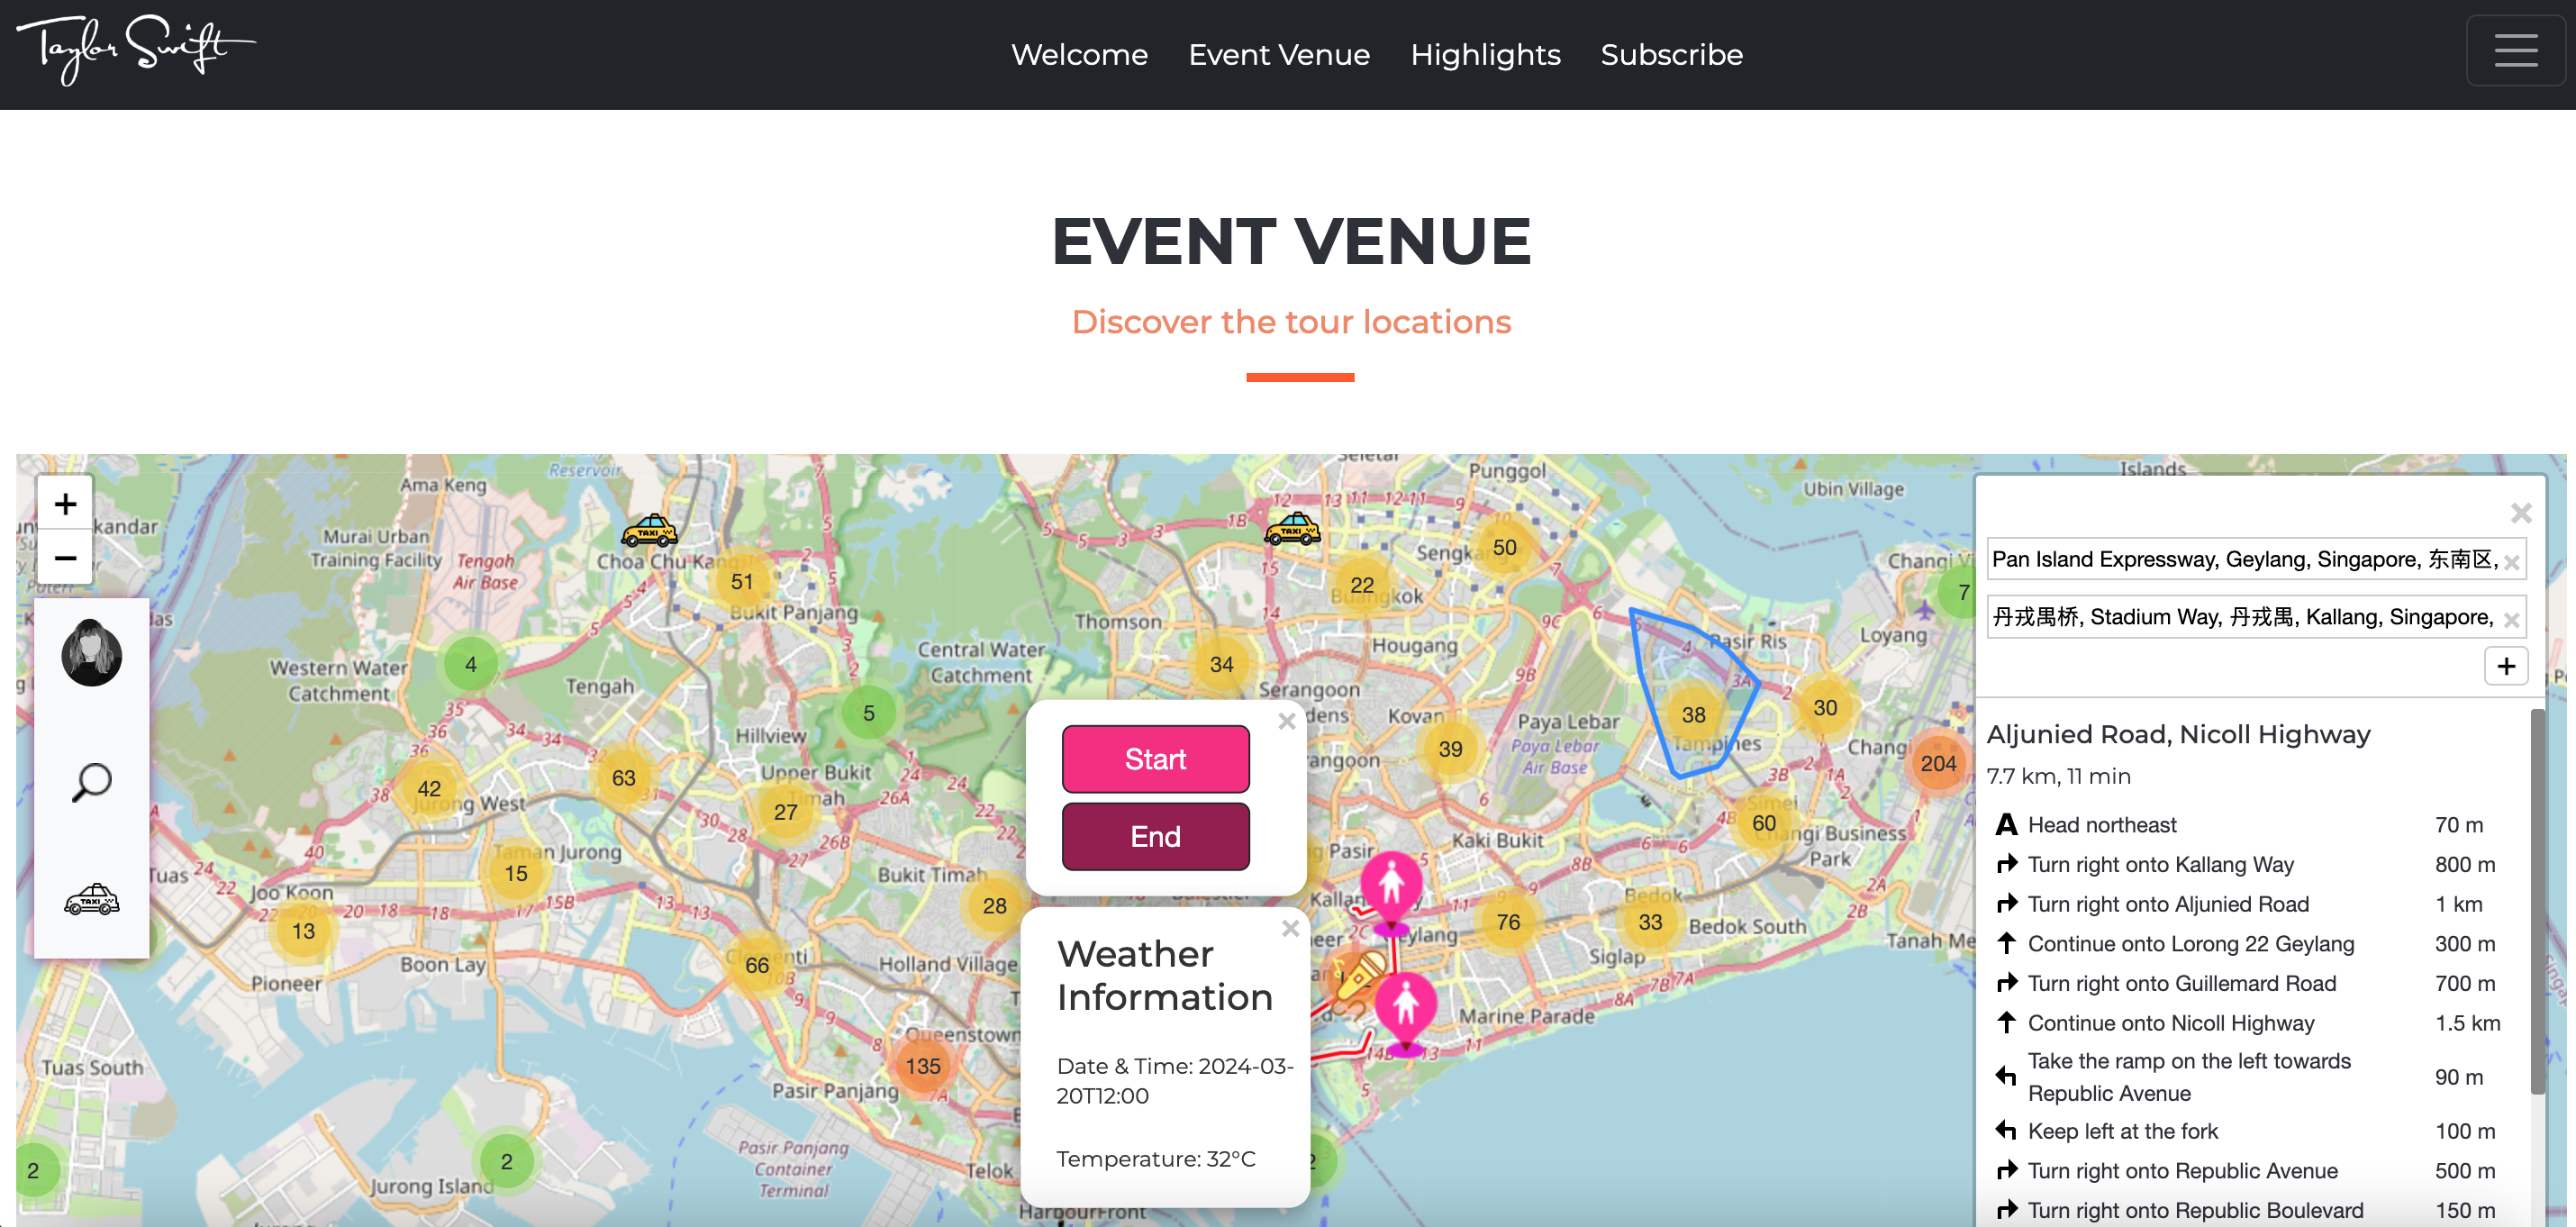 Taylor Swift
Welcome Event Venue Highlights Subscribe
EVENT VENUE
Discover the tour locations
+
−
Reservoir
Ama Keng
Murai Urban
Training Facility
Tengah
Air Base
Choa Chu Kang
TAXI
51
Bukit Panjang
Western Water
Catchment
4
Tengah
Hillview
5
Central Water
Catchment
Thomson
34
Serangoon
Punggol
Ubin Village
Islands
50
22
Hougang
Kovan
39
Paya Lebar
Paya Lebar
Air Base
Pasir Ris
38
Tampines
30
Loyang
7
204
60
Changi Business
Park
Simei
Kaki Bukit
76
33
Bedok
Bedok South
Siglap
Marine Parade
42
Jurong West
63
Upper Bukit
Timah
27
Taman Jurong
15
Joo Koon
13
Tuas
Pioneer
Boon Lay
66
Bukit Timah
28
Holland Village
Queenstown
135
Pasir Panjang
Pasir Panjang
Container
Terminal
Telok
HarbourFront
Tuas South
2
2
Jurong Island
TAXI
TAXI
Start
End
Weather
Information
Date & Time: 2024-03-
20T12:00
Temperature: 32°C
Pan Island Expressway, Geylang, Singapore, 东南区,
丹戎禺桥, Stadium Way, 丹戎禺, Kallang, Singapore,
+
Aljunied Road, Nicoll Highway
7.7 km, 11 min
Head northeast 70 m
Turn right onto Kallang Way 800 m
Turn right onto Aljunied Road 1 km
Continue onto Lorong 22 Geylang 300 m
Turn right onto Guillemard Road 700 m
Continue onto Nicoll Highway 1.5 km
Take the ramp on the left towards
Republic Avenue 90 m
Keep left at the fork 100 m
Turn right onto Republic Avenue 500 m
Turn right onto Republic Boulevard 150 m